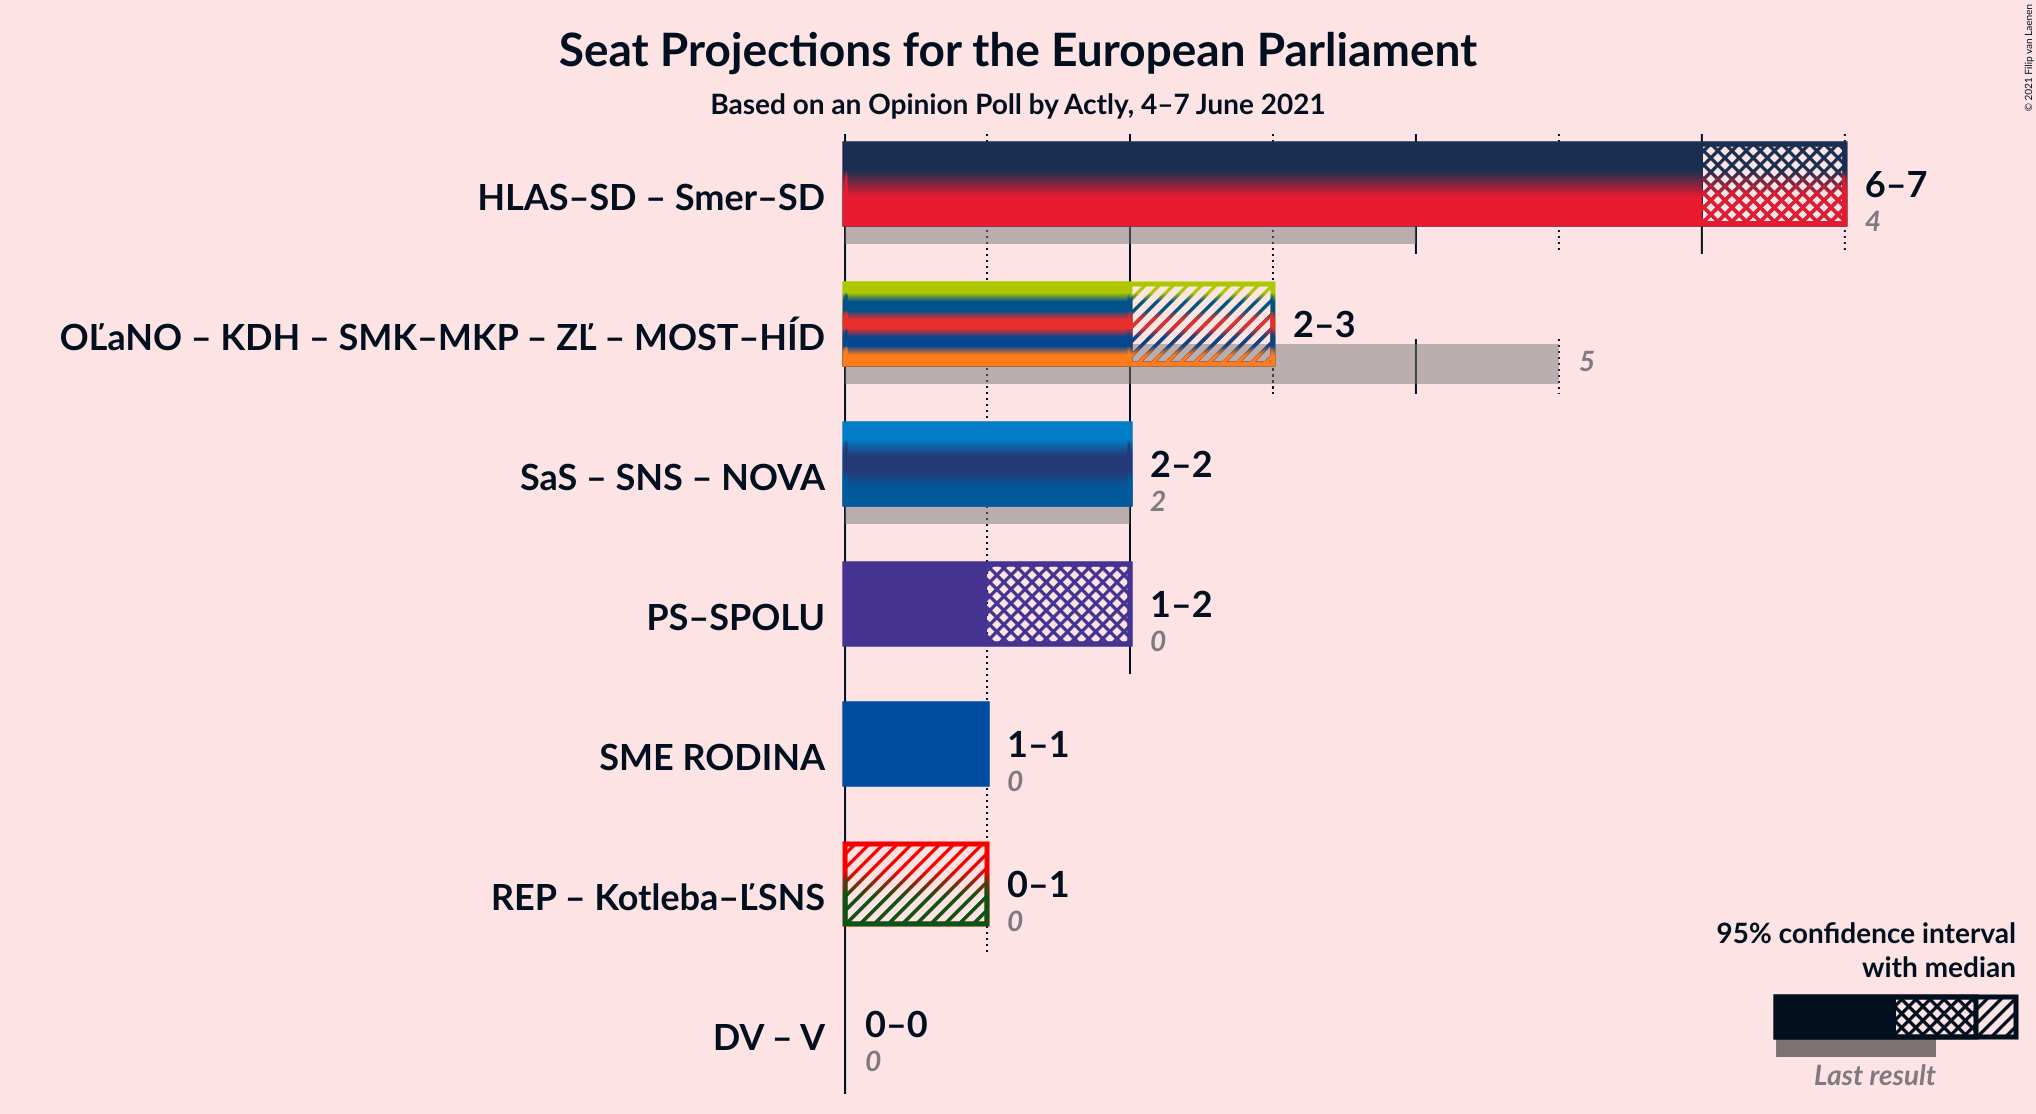 Seat Projections for the European Parliament
Based on an Opinion Poll by Actly, 4–7 June 2021
© 2021 Filip van Laenen
HLAS–SD – Smer–SD
6–7
4
OĽaNO – KDH – SMK–MKP – ZĽ – MOST–HÍD
2–3
5
SaS – SNS – NOVA
2–2
2
PS–SPOLU
1–2
0
SME RODINA
1–1
0
REP – Kotleba–ĽSNS
0–1
0
DV – V
0–0
0
95% confidence interval
with median
Last result